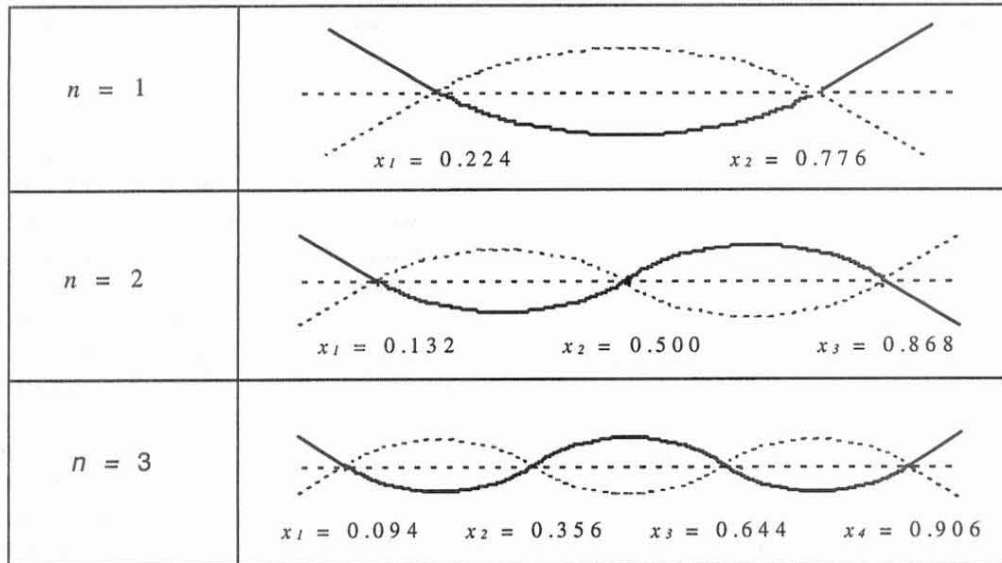 n = 1
x₁ = 0.224 x₂ = 0.776
n = 2
x₁ = 0.132 x₂ = 0.500 x₃ = 0.868
n = 3
x₁ = 0.094 x₂ = 0.356 x₃ = 0.644 x₄ = 0.906